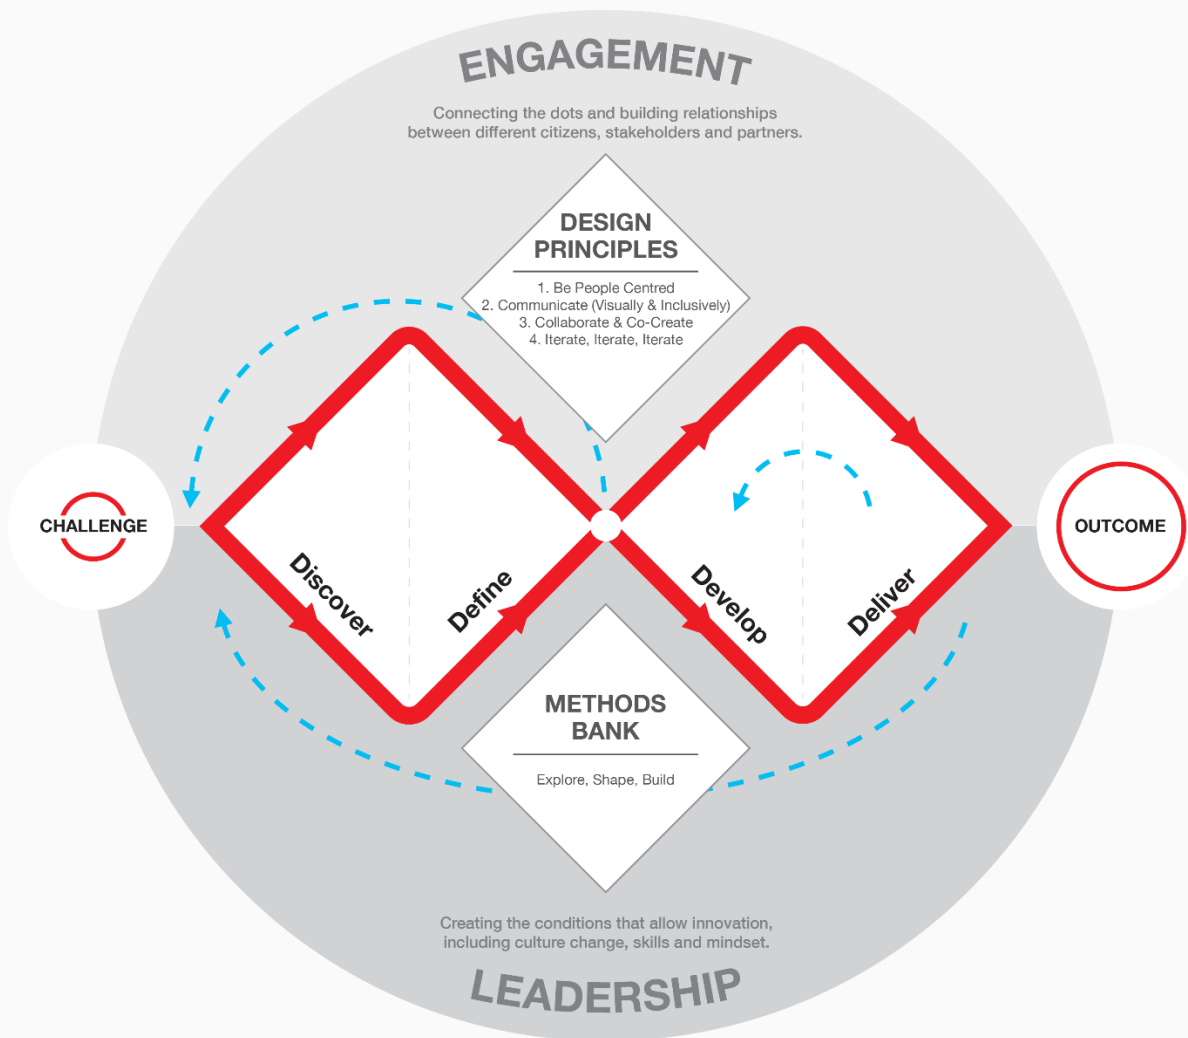 ENGAGEMENT
Connecting the dots and building relationships
between different citizens, stakeholders and partners.
DESIGN
PRINCIPLES
1. Be People Centred
2. Communicate (Visually & Inclusively)
3. Collaborate & Co-Create
4. Iterate, Iterate, Iterate
CHALLENGE
Discover
Define
Develop
Deliver
OUTCOME
METHODS
BANK
Explore, Shape, Build
Creating the conditions that allow innovation,
including culture change, skills and mindset.
LEADERSHIP